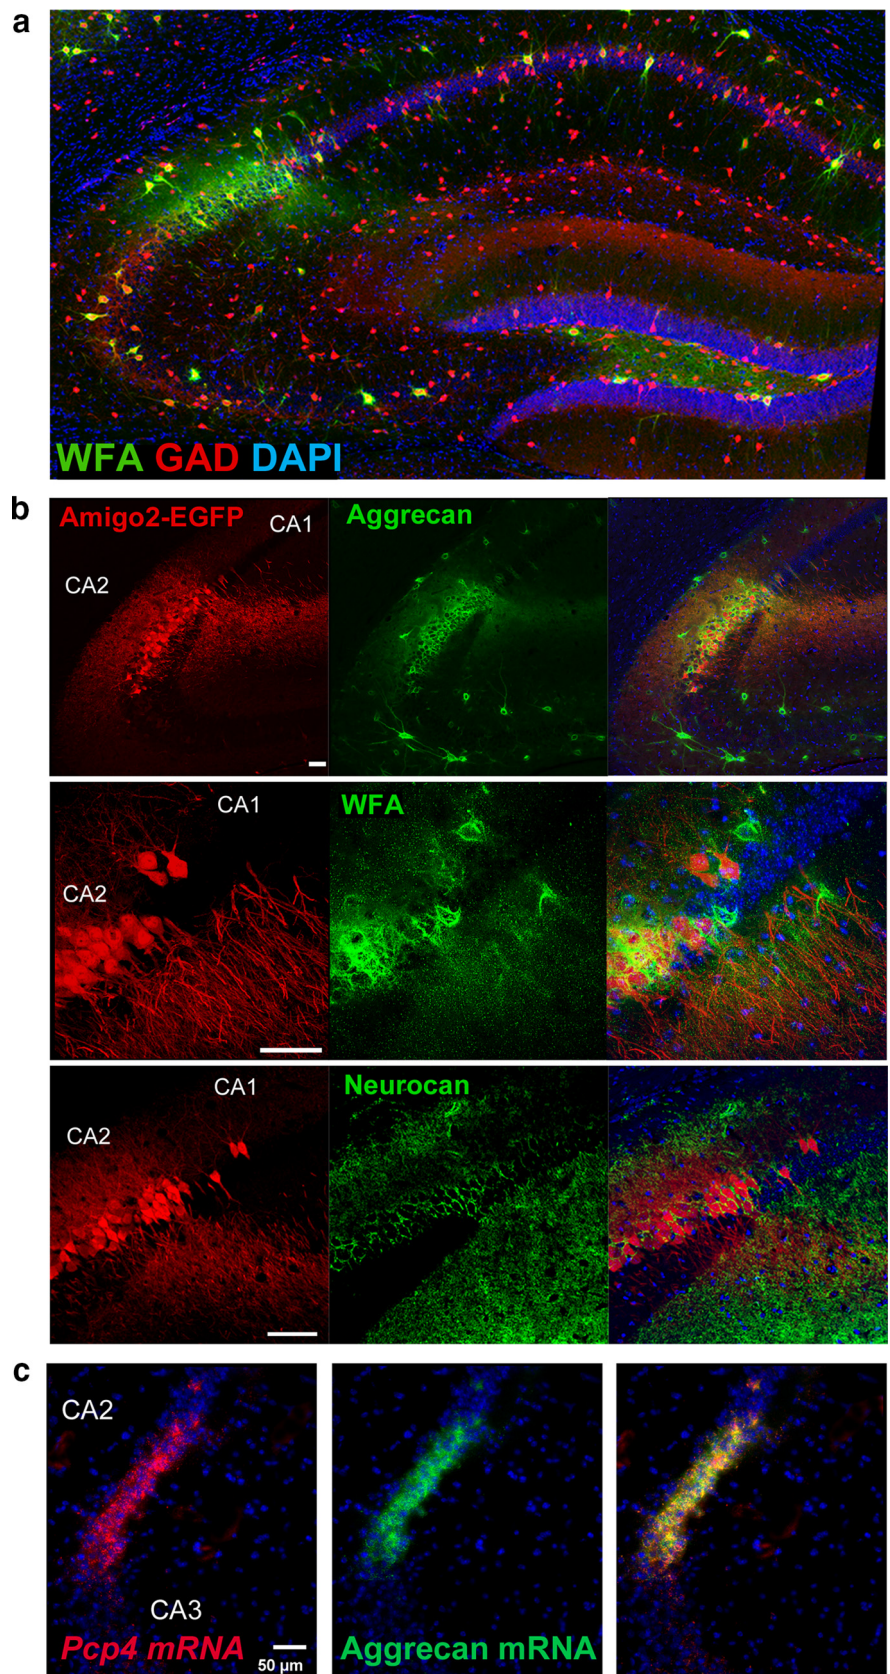 a
WFA GAD DAPI
b
Amigo2-EGFP
CA1
Aggrecan
CA2
CA1
WFA
CA2
CA1
Neurocan
CA2
c
CA2
CA3
Pcp4 mRNA
50 µm
Aggrecan mRNA